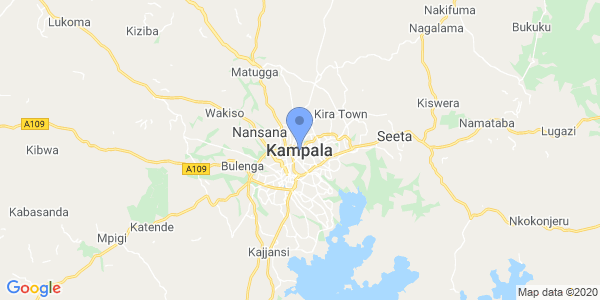 Nakifuma
Lukoma
Kiziba
Nagalama
Bukuku
Matugga
Kiswera
Wakiso
Kira Town
Nansana
A109
Seeta
Namataba
Lugazi
Kibwa
Kampala
Bulenga
A109
Kabasanda
Katende
Nkokonjeru
Mpigi
Kajjansi
Google
Map data ©2020